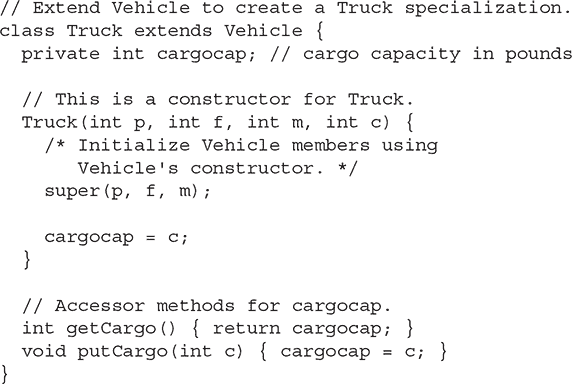 // Extend Vehicle to create a Truck specialization.
class Truck extends Vehicle {
  private int cargocap; // cargo capacity in pounds

  // This is a constructor for Truck.
  Truck(int p, int f, int m, int c) {
    /* Initialize Vehicle members using
       Vehicle's constructor. */
    super(p, f, m);

    cargocap = c;
  }

  // Accessor methods for cargocap.
  int getCargo() { return cargocap; }
  void putCargo(int c) { cargocap = c; }
}